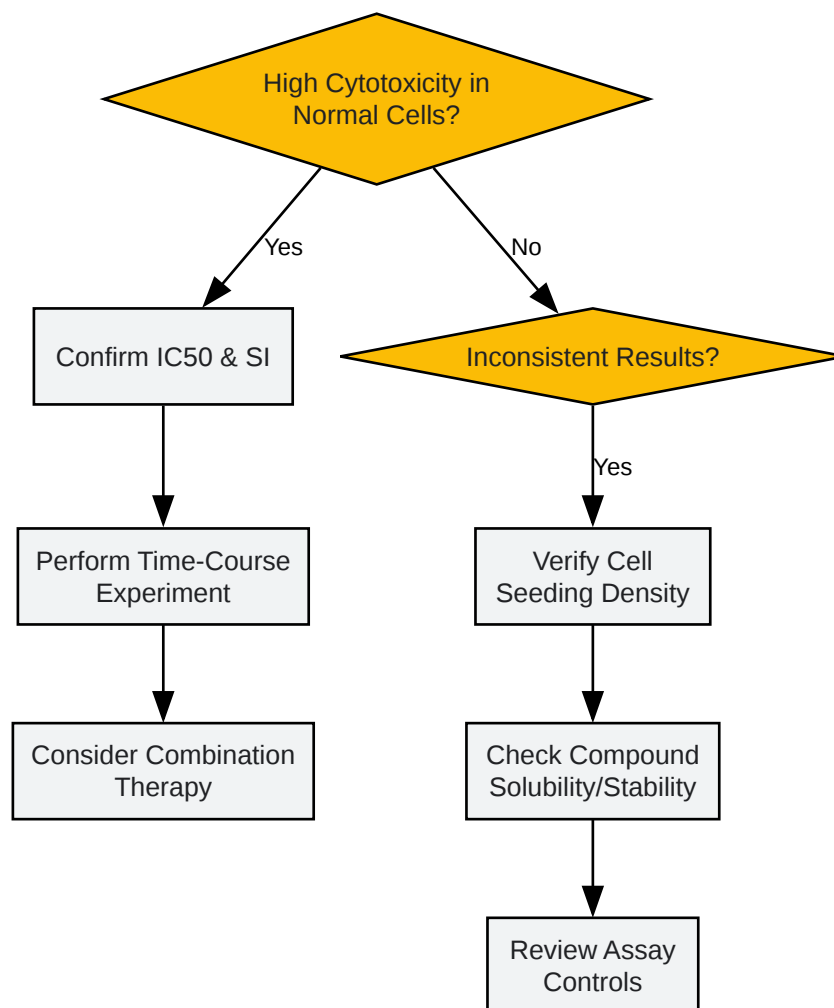 High Cytotoxicity in
Normal Cells?
Yes
No
Confirm IC50 & SI
Inconsistent Results?
Yes
Perform Time-Course
Experiment
Verify Cell
Seeding Density
Consider Combination
Therapy
Check Compound
Solubility/Stability
Review Assay
Controls